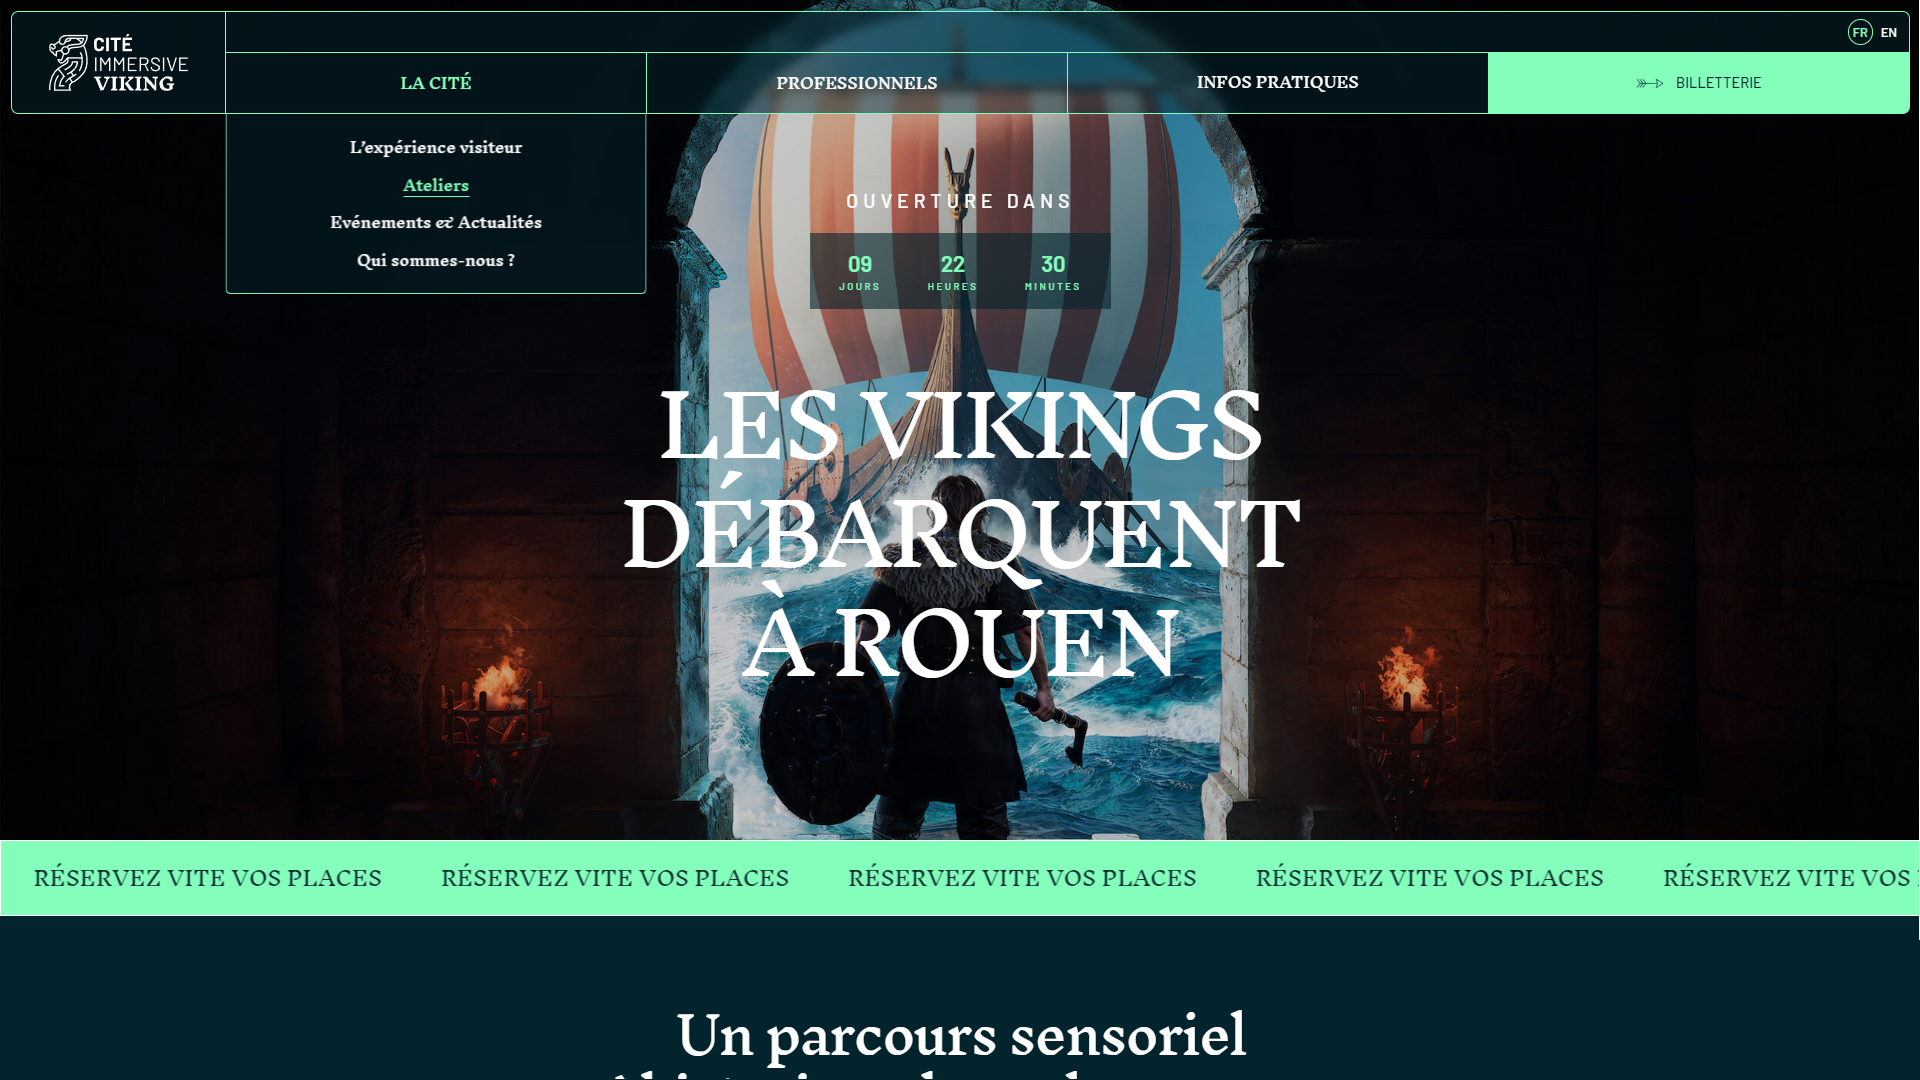 CITÉ
IMMERSIVE
VIKING
FR EN
LA CITÉ
PROFESSIONNELS
INFOS PRATIQUES
BILLETTERIE
L'expérience visiteur
Ateliers
Evénements & Actualités
Qui sommes-nous ?
OUVERTURE DANS
09 22 30
JOURS HEURES MINUTES
LES VIKINGS
DÉBARQUENT
À ROUEN
RÉSERVEZ VITE VOS PLACES RÉSERVEZ VITE VOS PLACES RÉSERVEZ VITE VOS PLACES RÉSERVEZ VITE VOS PLACES RÉSERVEZ VITE VOS
Un parcours sensoriel